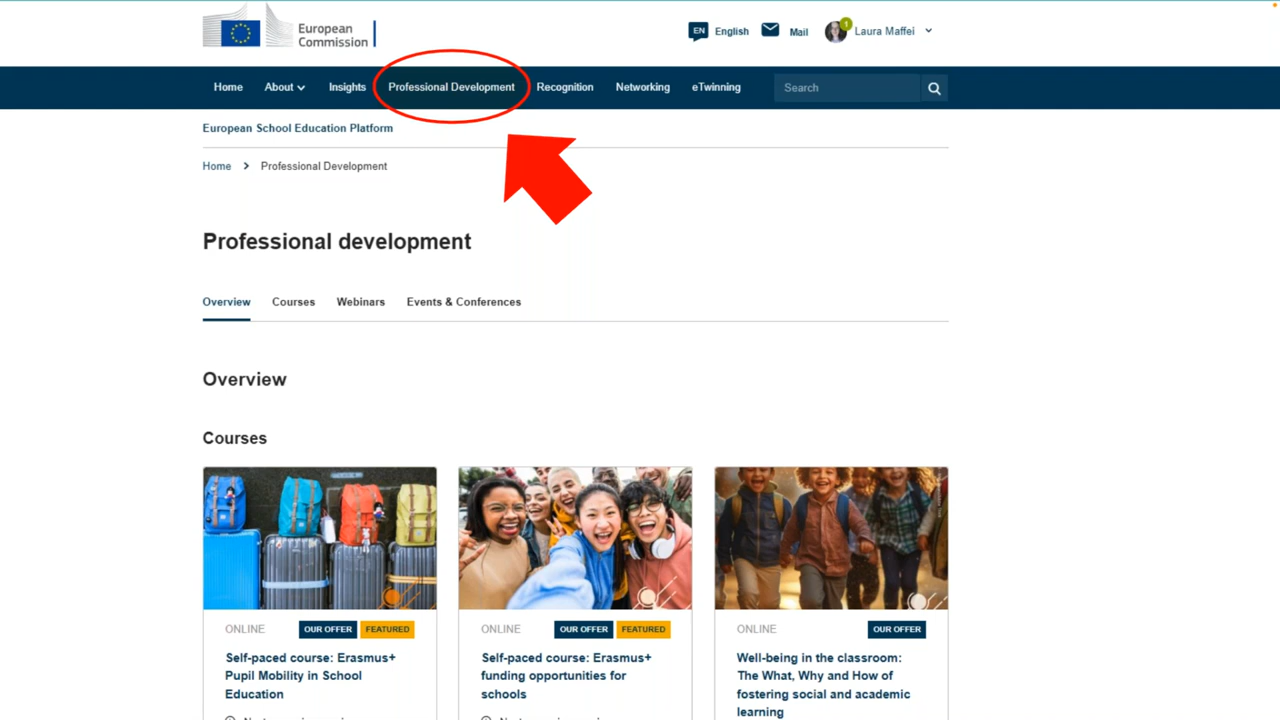 European
Commission
EN English Mail 1 Laura Maffei
Home About Insights Professional Development Recognition Networking eTwinning Search
European School Education Platform
Home > Professional Development
Professional development
Overview Courses Webinars Events & Conferences
Overview
Courses
ONLINE OUR OFFER FEATURED
Self-paced course: Erasmus+
Pupil Mobility in School
Education
ONLINE OUR OFFER FEATURED
Self-paced course: Erasmus+
funding opportunities for
schools
ONLINE OUR OFFER
Well-being in the classroom:
The What, Why and How of
fostering social and academic
learning